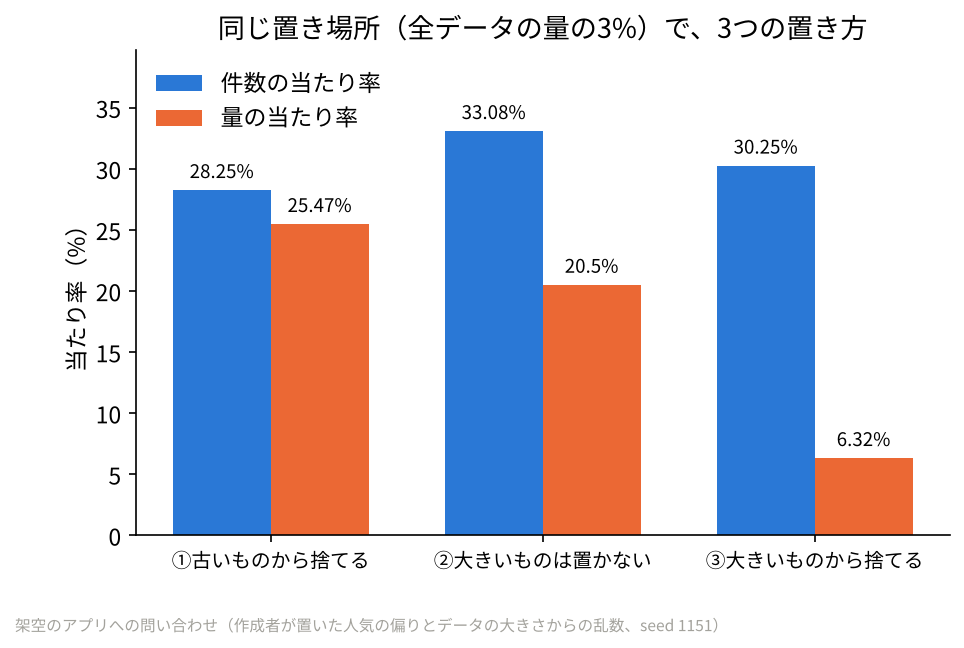 同じ置き場所（全データの量の3%）で、3つの置き方
件数の当たり率
量の当たり率
当たり率（%）
35
30
25
20
15
10
5
0
28.25%
25.47%
33.08%
20.5%
30.25%
6.32%
①古いものから捨てる
②大きいものは置かない
③大きいものから捨てる
架空のアプリへの問い合わせ（作成者が置いた人気の偏りとデータの大きさからの乱数、seed 1151）